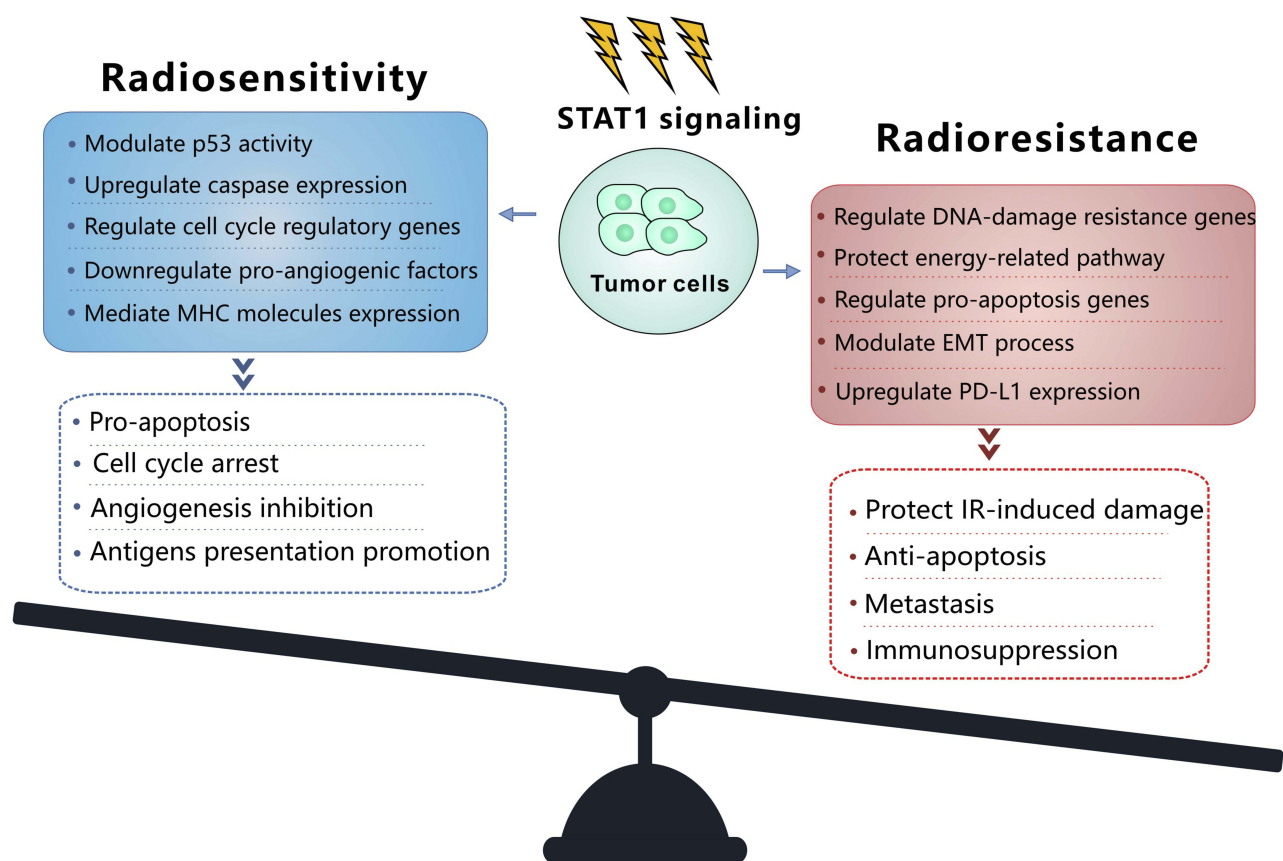 Radiosensitivity
• Modulate p53 activity
• Upregulate caspase expression
• Regulate cell cycle regulatory genes
• Downregulate pro-angiogenic factors
• Mediate MHC molecules expression
• Pro-apoptosis
• Cell cycle arrest
• Angiogenesis inhibition
• Antigens presentation promotion
STAT1 signaling
Tumor cells
Radioresistance
• Regulate DNA-damage resistance genes
• Protect energy-related pathway
• Regulate pro-apoptosis genes
• Modulate EMT process
• Upregulate PD-L1 expression
• Protect IR-induced damage
• Anti-apoptosis
• Metastasis
• Immunosuppression